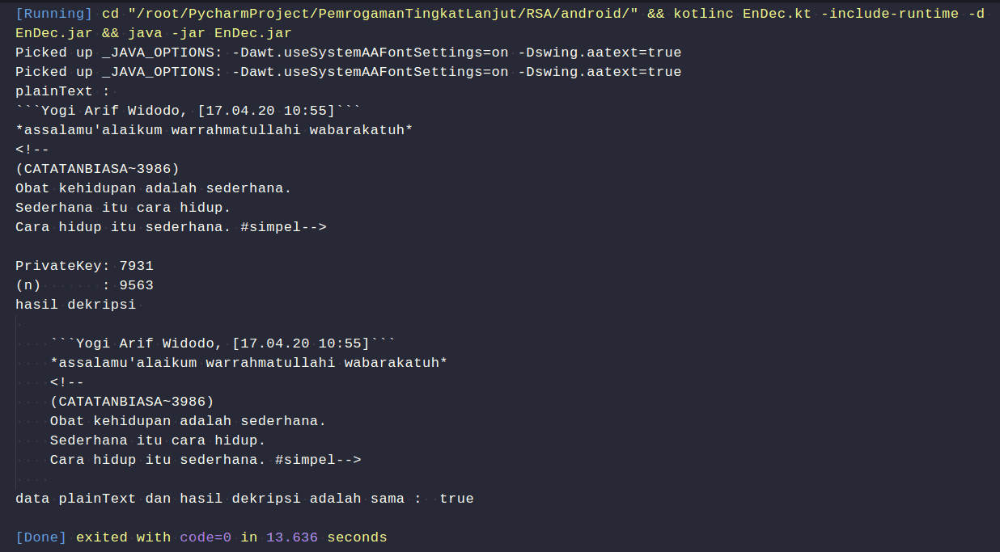 [Running] cd "/root/PycharmProject/PemrogamanTingkatLanjut/RSA/android/" && kotlinc EnDec.kt -include-runtime -d
EnDec.jar && java -jar EnDec.jar
Picked up _JAVA_OPTIONS: -Dawt.useSystemAAFontSettings=on -Dswing.aatext=true
Picked up _JAVA_OPTIONS: -Dawt.useSystemAAFontSettings=on -Dswing.aatext=true
plainText :
```Yogi Arif Widodo, [17.04.20 10:55]```
*assalamu'alaikum warrahmatullahi wabarakatuh*
<!--
(CATATANBIASA~3986)
Obat kehidupan adalah sederhana.
Sederhana itu cara hidup.
Cara hidup itu sederhana. #simpel-->

PrivateKey: 7931
(n)       : 9563
hasil dekripsi

    ```Yogi Arif Widodo, [17.04.20 10:55]```
    *assalamu'alaikum warrahmatullahi wabarakatuh*
    <!--
    (CATATANBIASA~3986)
    Obat kehidupan adalah sederhana.
    Sederhana itu cara hidup.
    Cara hidup itu sederhana. #simpel-->

data plainText dan hasil dekripsi adalah sama :  true

[Done] exited with code=0 in 13.636 seconds